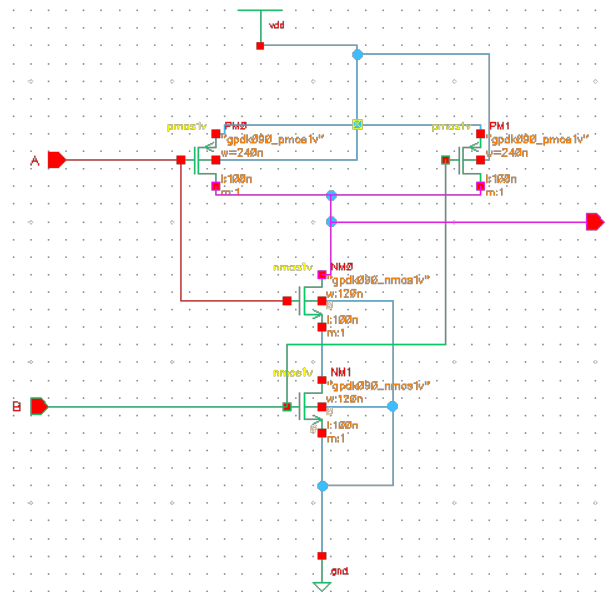 vdd
pmos1v PM0
"gpdk090_pmos1v"
w=240n
l:100n
m:1
pmos1v PM1
"gpdk090_pmos1v"
w=240n
l:100n
m:1
A
nmos1v NM0
"gpdk090_nmos1v"
w:120n
l:100n
m:1
nmos1v NM1
"gpdk090_nmos1v"
w:120n
l:100n
m:1
B
gnd